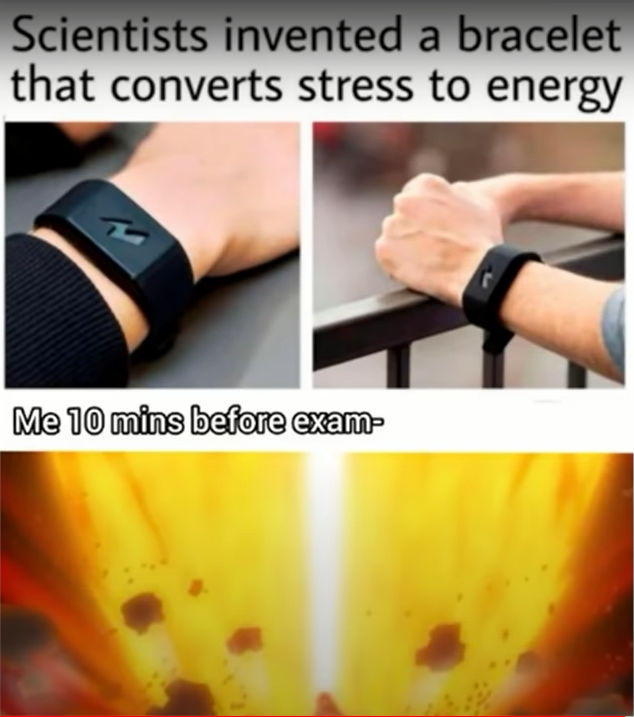 Scientists invented a bracelet
that converts stress to energy
Me 10 mins before exam-